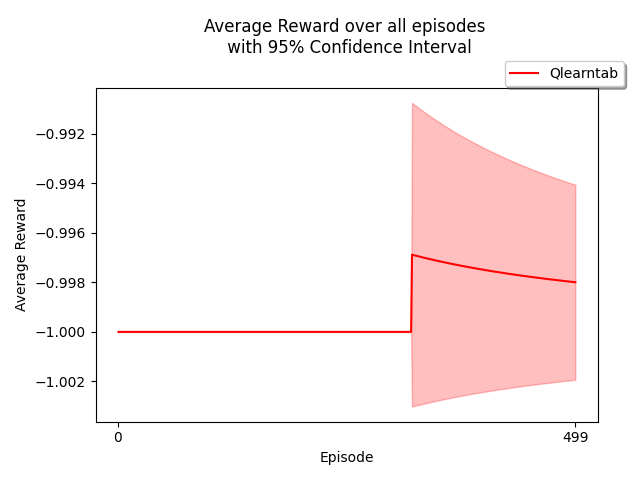 Average Reward over all episodes
with 95% Confidence Interval
Qlearntab
−0.992
−0.994
−0.996
−0.998
−1.000
−1.002
Average Reward
0
499
Episode